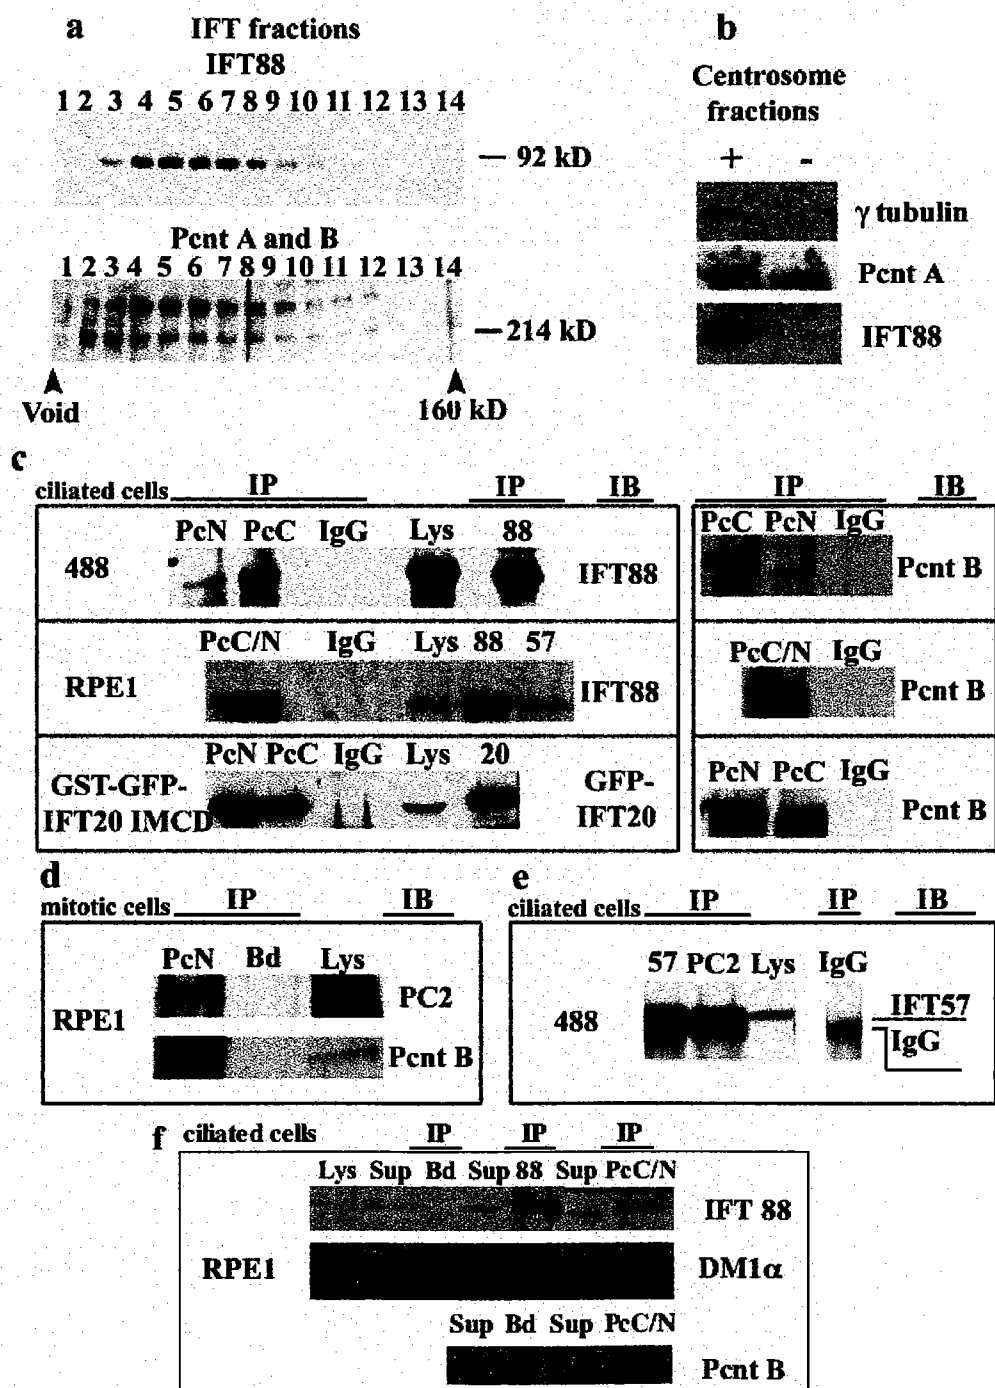 a
IFT fractions
IFT88
1 2 3 4 5 6 7 8 9 10 11 12 13 14
— 92 kD
Pcnt A and B
1 2 3 4 5 6 7 8 9 10 11 12 13 14
—214 kD
Void
160 kD
b
Centrosome
fractions
+ -
γ tubulin
Pcnt A
IFT88
c
ciliated cells IP IP IB
PcN PcC IgG Lys 88
488
IFT88
PcC/N IgG Lys 88 57
RPE1
IFT88
PcN PcC IgG Lys 20
GST-GFP-
IFT20 IMCD
GFP-
IFT20
IP IB
PcC PcN IgG
Pcnt B
PcC/N IgG
Pcnt B
PcN PcC IgG
Pcnt B
d
mitotic cells IP IB
PcN Bd Lys
RPE1
PC2
Pcnt B
e
ciliated cells IP IP IB
57 PC2 Lys IgG
488
IFT57
IgG
f
ciliated cells IP IP IP
Lys Sup Bd Sup 88 Sup PcC/N
IFT 88
RPE1
DM1α
Sup Bd Sup PcC/N
Pcnt B